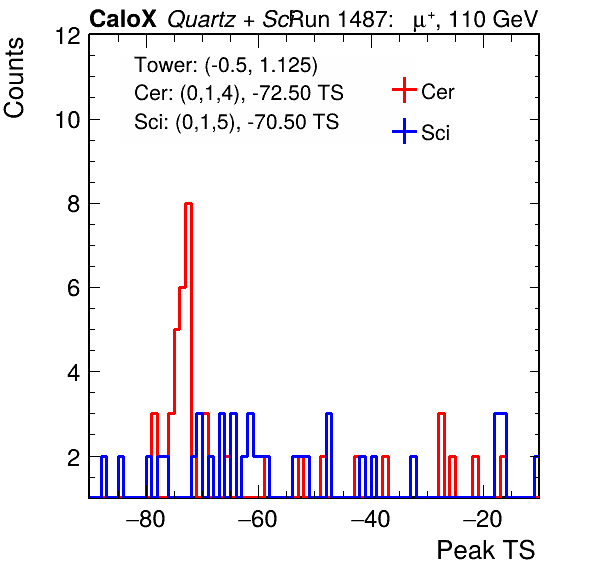 CaloX Quartz + Sci Run 1487: μ⁺, 110 GeV
Counts
12
10
8
6
4
2
Tower: (-0.5, 1.125)
Cer: (0,1,4), -72.50 TS
Sci: (0,1,5), -70.50 TS
Cer
Sci
−80 −60 −40 −20
Peak TS